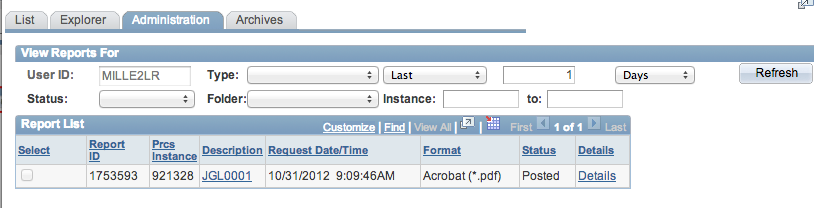 List Explorer Administration Archives
View Reports For
User ID: MILLE2LR Type: Last 1 Days Refresh
Status: Folder: Instance: to:
Report List Customize | Find | View All | | First 1 of 1 Last
Select Report ID Prcs Instance Description Request Date/Time Format Status Details
1753593 921328 JGL0001 10/31/2012 9:09:46AM Acrobat (*.pdf) Posted Details